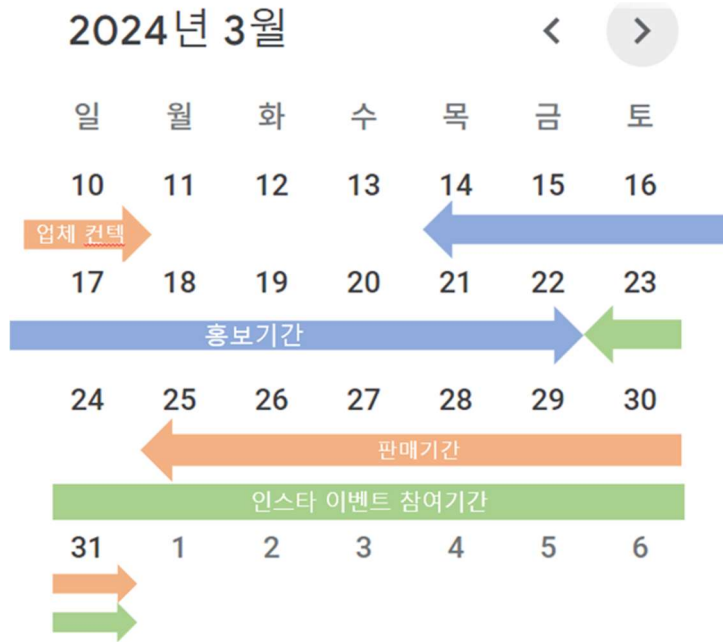 2024년 3월
일 월 화 수 목 금 토
10 11 12 13 14 15 16
업체 컨텍
17 18 19 20 21 22 23
홍보기간
24 25 26 27 28 29 30
판매기간
인스타 이벤트 참여기간
31 1 2 3 4 5 6